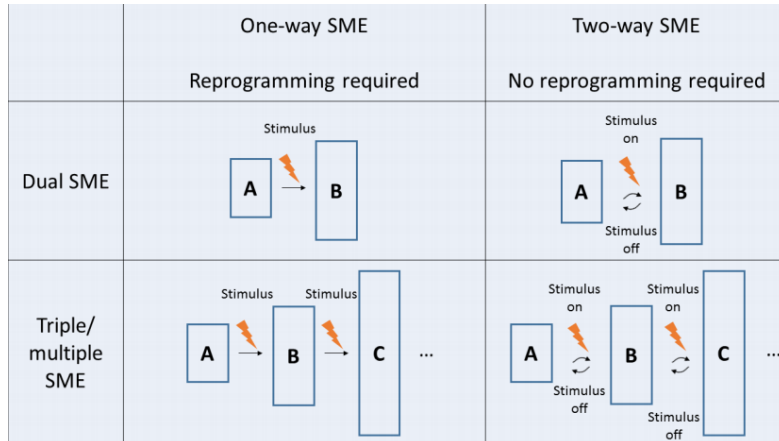 One-way SME
Two-way SME
Reprogramming required
No reprogramming required
Dual SME
Stimulus
A
B
Stimulus
on
A
B
Stimulus
off
Triple/
multiple
SME
Stimulus
Stimulus
A
B
C
...
Stimulus
on
Stimulus
on
A
B
C
...
Stimulus
off
Stimulus
off